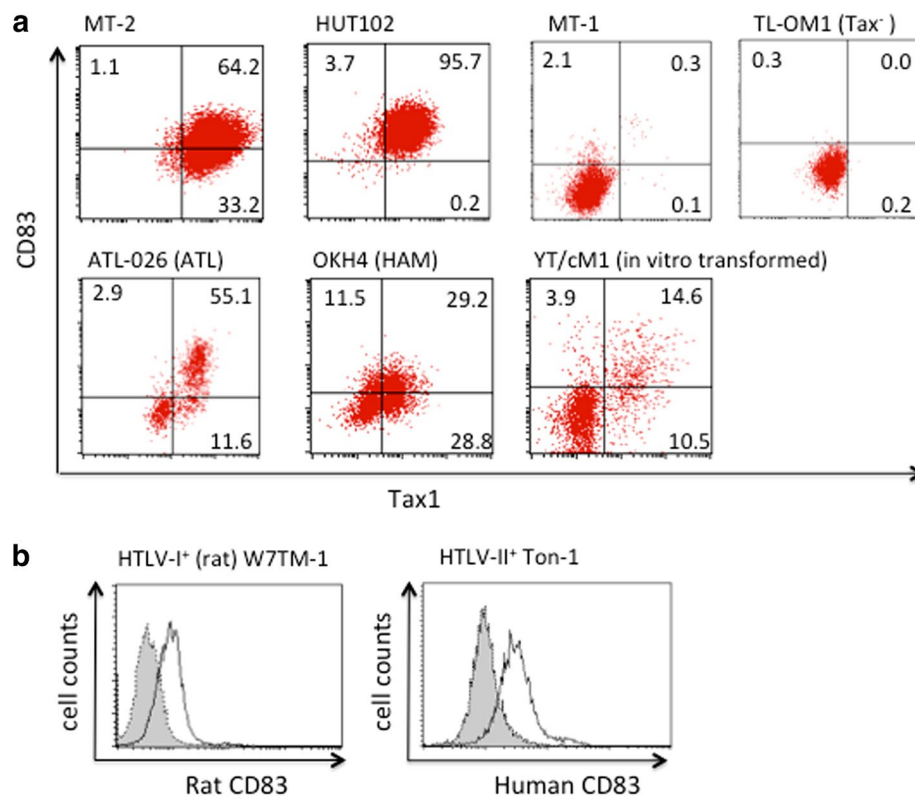 a
MT-2
HUT102
MT-1
TL-OM1 (Tax⁻ )
1.1
64.2
33.2
3.7
95.7
0.2
2.1
0.3
0.1
0.3
0.0
0.2
CD83
ATL-026 (ATL)
OKH4 (HAM)
YT/cM1 (in vitro transformed)
2.9
55.1
11.6
11.5
29.2
28.8
3.9
14.6
10.5
Tax1
b
HTLV-I⁺ (rat) W7TM-1
HTLV-II⁺ Ton-1
cell counts
cell counts
Rat CD83
Human CD83